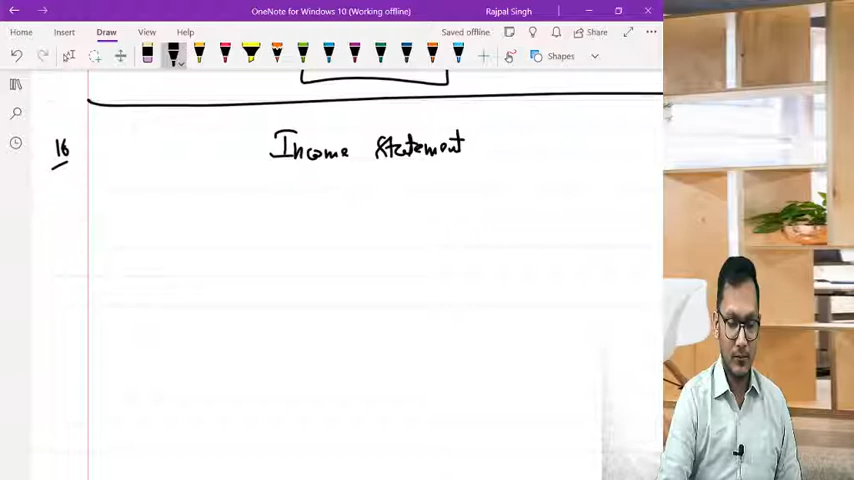 OneNote for Windows 10 (Working offline)
Rajpal Singh
Home Insert Draw View Help
Saved offline
Share
Shapes
16
Income Statement